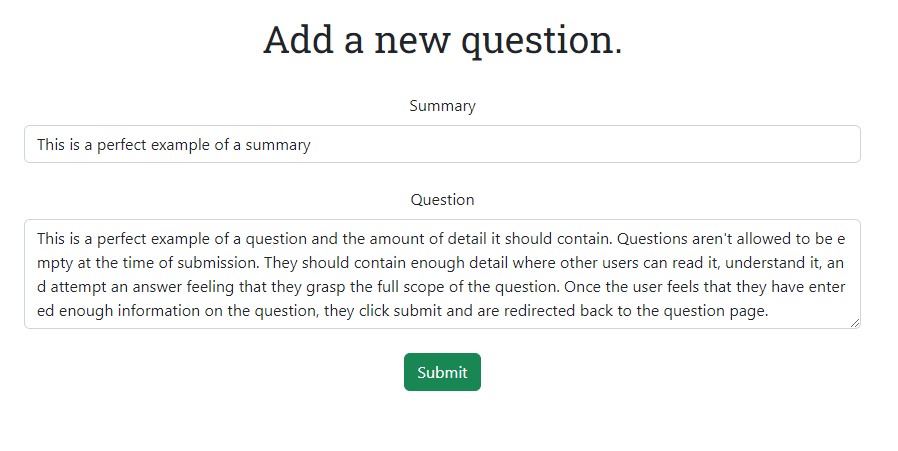 Add a new question.
Summary
This is a perfect example of a summary
Question
This is a perfect example of a question and the amount of detail it should contain. Questions aren't allowed to be e
mpty at the time of submission. They should contain enough detail where other users can read it, understand it, an
d attempt an answer feeling that they grasp the full scope of the question. Once the user feels that they have enter
ed enough information on the question, they click submit and are redirected back to the question page.
Submit